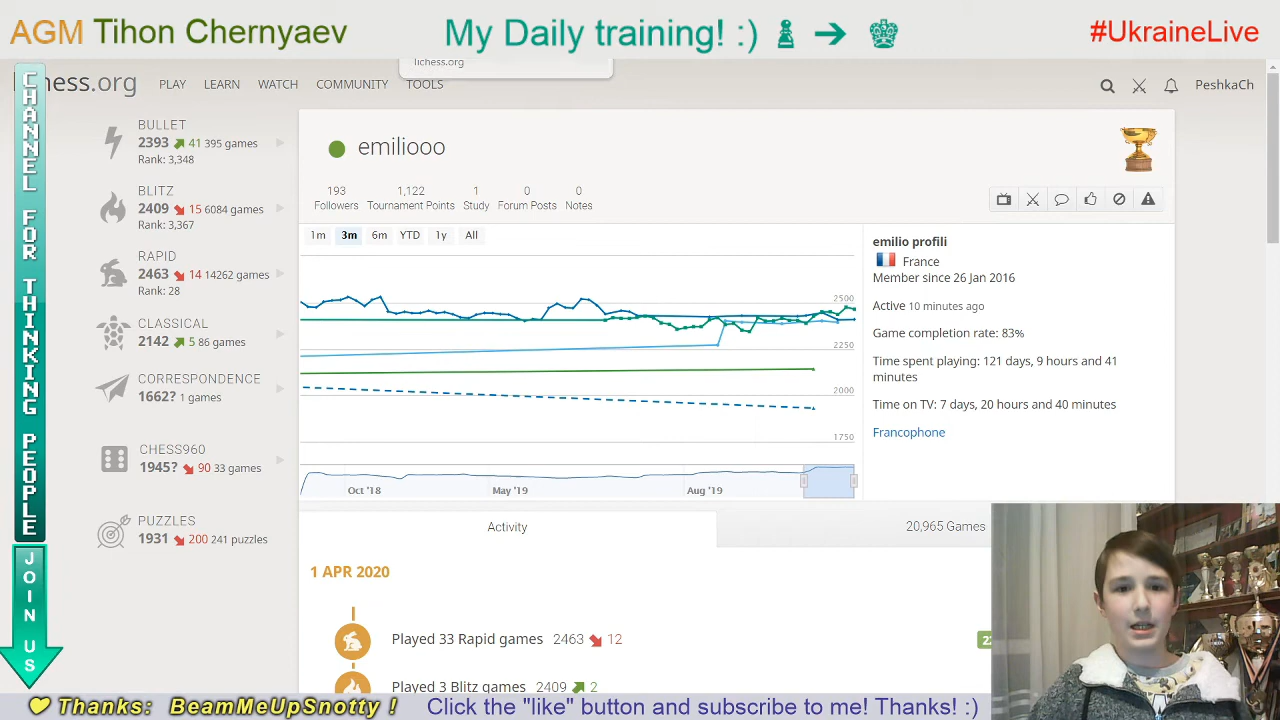 AGM Tihon Chernyaev
My Daily training! :)
#UkraineLive
CHANNEL FOR THINKING PEOPLE
JOIN US
hess.org
PLAY
LEARN
WATCH
COMMUNITY
TOOLS
lichess.org
PeshkaCh
BULLET
2393 41 395 games
Rank: 3,348
BLITZ
2409 15 6084 games
Rank: 3,367
RAPID
2463 14 14262 games
Rank: 28
CLASSICAL
2142 5 86 games
CORRESPONDENCE
1662? 1 games
CHESS960
1945? 90 33 games
PUZZLES
1931 200 241 puzzles
emiliooo
193 1,122 1 0 0
Followers Tournament Points Study Forum Posts Notes
1m 3m 6m YTD 1y All
2500
2250
2000
1750
Oct '18 May '19 Aug '19
emilio profili
France
Member since 26 Jan 2016
Active 10 minutes ago
Game completion rate: 83%
Time spent playing: 121 days, 9 hours and 41
minutes
Time on TV: 7 days, 20 hours and 40 minutes
Francophone
Activity
20,965 Games
1 APR 2020
Played 33 Rapid games 2463 12
Played 3 Blitz games 2409 2
Thanks: BeamMeUpSnotty !
Click the "like" button and subscribe to me! Thanks! :)